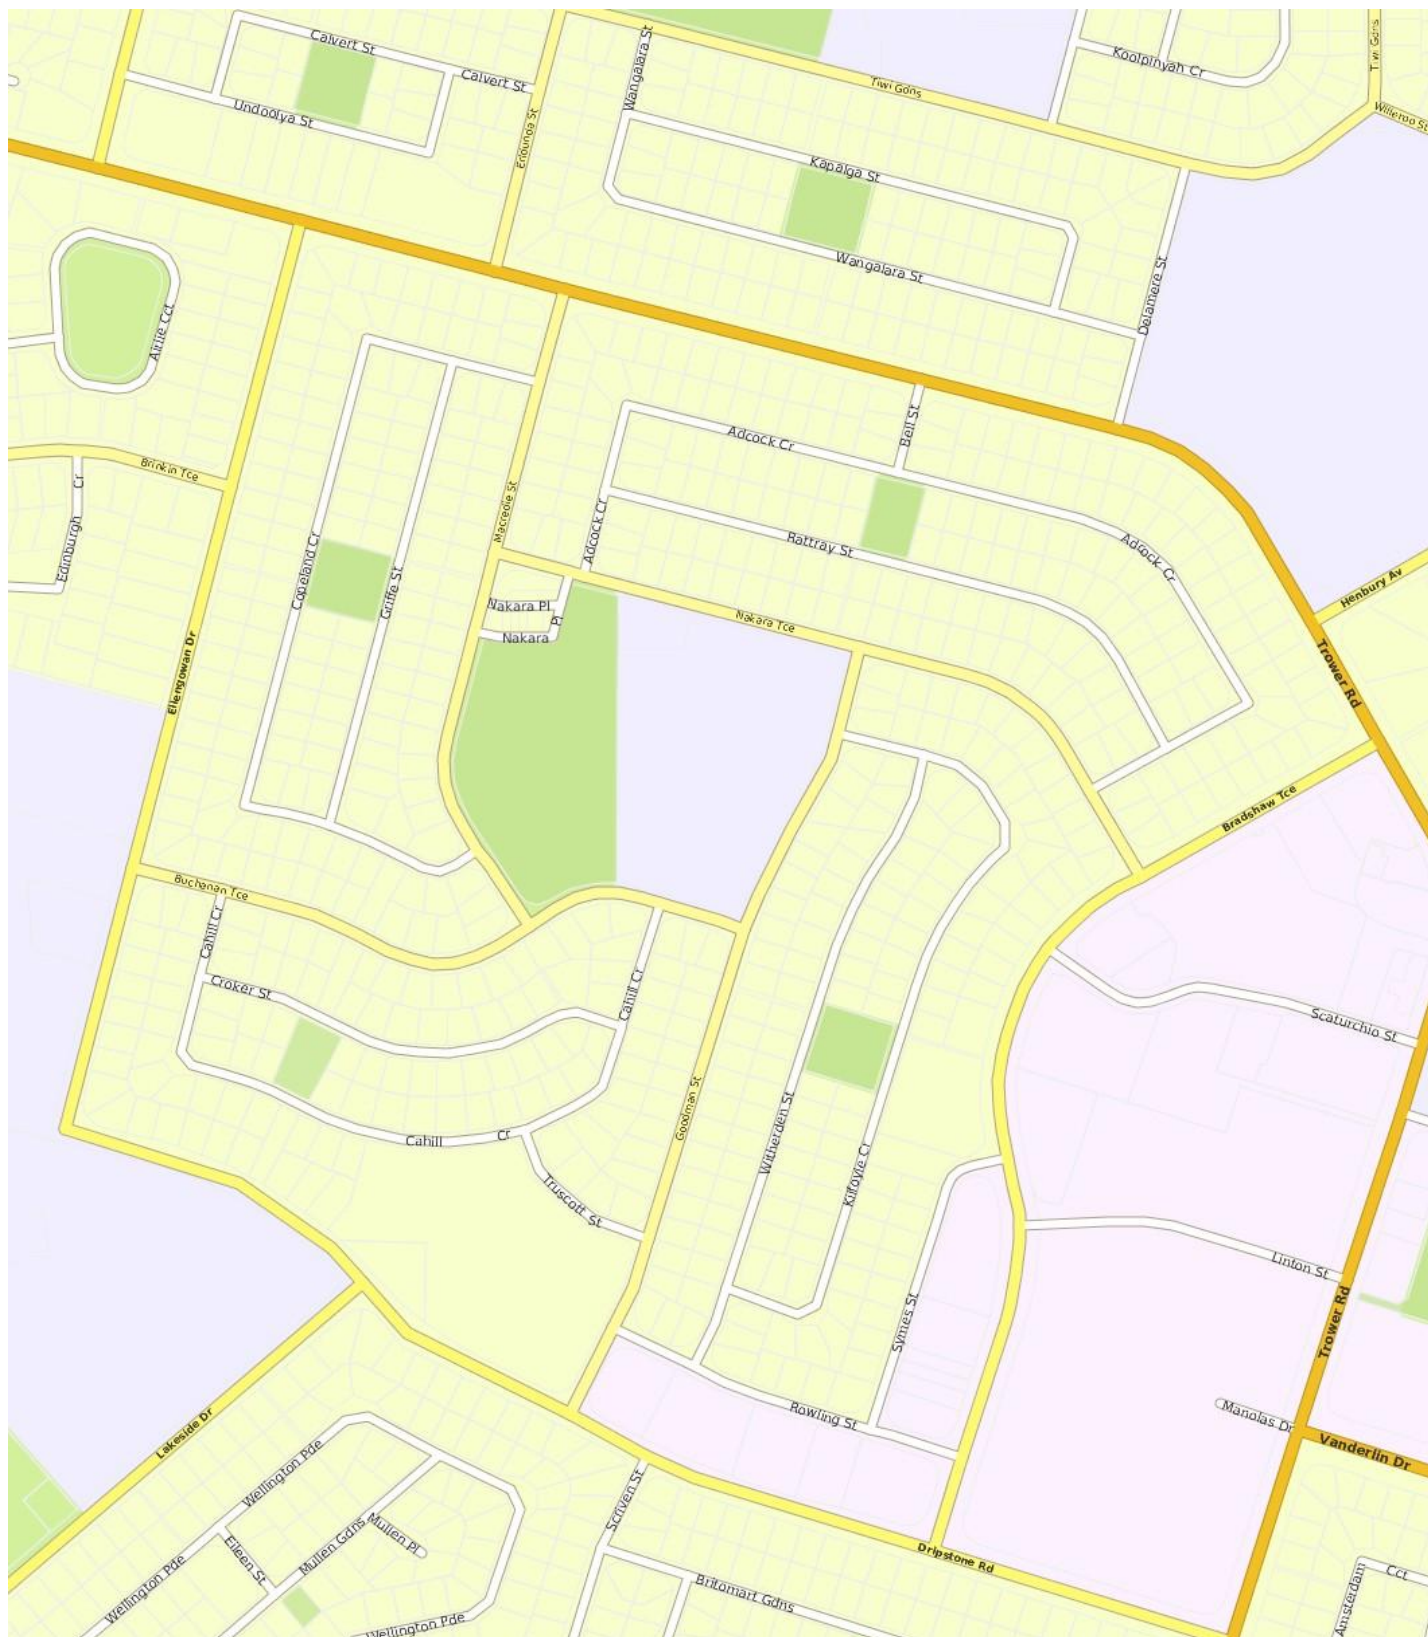 Calvert St
Calvert St
Undoolya St
Erlounda St
Wangalara St
Tiwi Gdns
Koolpinyah Cr
Tiwi Gdns
Willeroo St
Kapalga St
Wangalara St
Delamere St
Airlie Cct
Brinkin Tce
Edinburgh Cr
Copeland Cr
Griffe St
Macredie St
Adcock Cr
Bell St
Adcock Cr
Rattray St
Adcock Cr
Nakara Pl
Nakara Pl
Nakara Tce
Henbury Av
Trower Rd
Ellengowan Dr
Bradshaw Tce
Buchanan Tce
Cahill Cr
Croker St
Cahill Cr
Scaturchio St
Goodman St
Witherden St
Kilfoyle Cr
Cahill Cr
Truscott St
Linton St
Symes St
Trower Rd
Rowling St
Manolas Dr
Vanderlin Dr
Lakeside Dr
Wellington Pde
Scriven St
Mullen Gdns
Mullen Pl
Eileen St
Wellington Pde
Dripstone Rd
Britomart Gdns
Wellington Pde
Amsterdam Cct